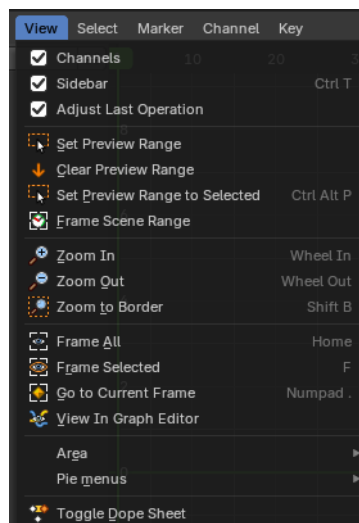 View Select Marker Channel Key
Channels
Sidebar Ctrl T
Adjust Last Operation
Set Preview Range
Clear Preview Range
Set Preview Range to Selected Ctrl Alt P
Frame Scene Range
Zoom In Wheel In
Zoom Out Wheel Out
Zoom to Border Shift B
Frame All Home
Frame Selected F
Go to Current Frame Numpad .
View In Graph Editor
Area
Pie menus
Toggle Dope Sheet